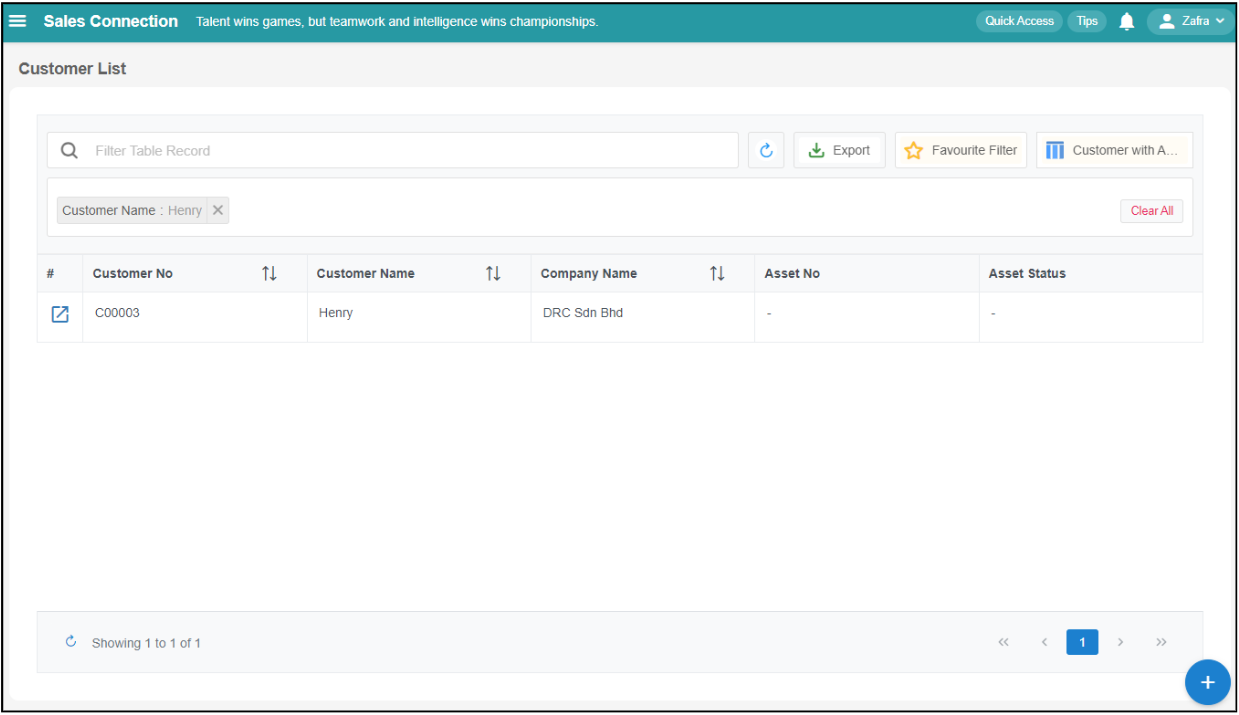 Sales Connection Talent wins games, but teamwork and intelligence wins championships. Quick Access Tips Zafra
Customer List
Filter Table Record Export Favourite Filter Customer with A...
Customer Name : Henry Clear All
# Customer No Customer Name Company Name Asset No Asset Status
C00003 Henry DRC Sdn Bhd - -
Showing 1 to 1 of 1 << < 1 > >>
+